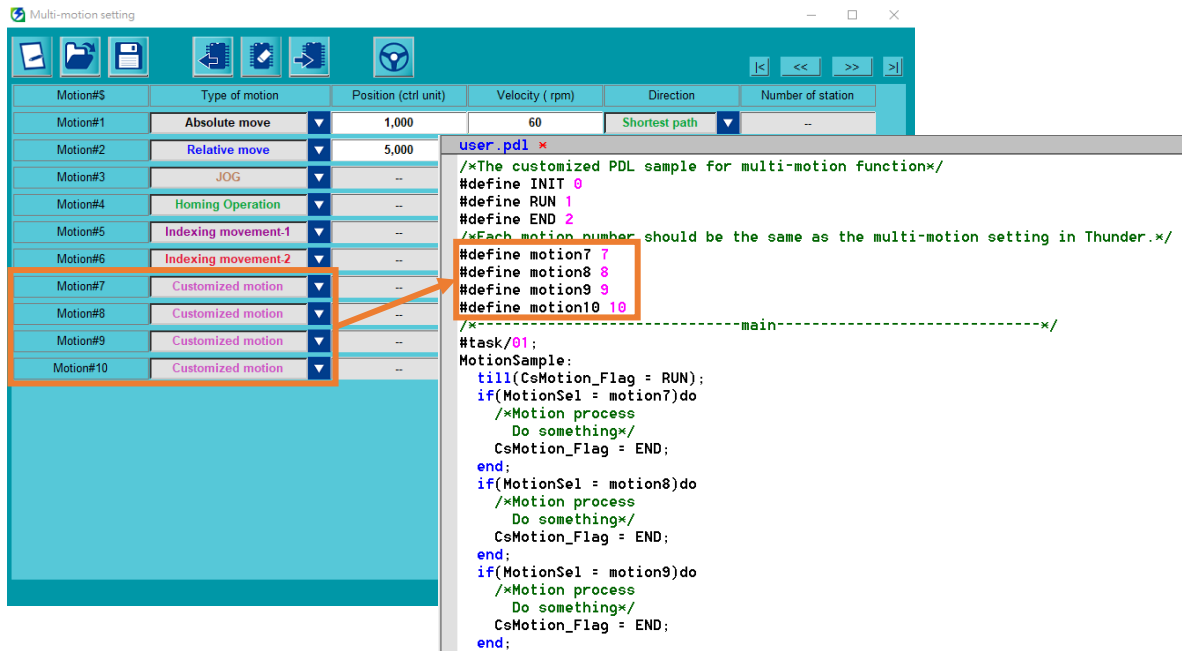 Multi-motion setting
|< << >> >|
Motion#$ Type of motion Position (ctrl unit) Velocity ( rpm) Direction Number of station
Motion#1 Absolute move 1,000 60 Shortest path --
Motion#2 Relative move 5,000
Motion#3 JOG --
Motion#4 Homing Operation --
Motion#5 Indexing movement-1 --
Motion#6 Indexing movement-2 --
Motion#7 Customized motion --
Motion#8 Customized motion --
Motion#9 Customized motion --
Motion#10 Customized motion --
user.pdl *
/*The customized PDL sample for multi-motion function*/
#define INIT 0
#define RUN 1
#define END 2
/*Each motion number should be the same as the multi-motion setting in Thunder.*/
#define motion7 7
#define motion8 8
#define motion9 9
#define motion10 10
/*------------------------------main------------------------------*/
#task/01;
MotionSample:
till(CsMotion_Flag = RUN);
if(MotionSel = motion7)do
/*Motion process
Do something*/
CsMotion_Flag = END;
end;
if(MotionSel = motion8)do
/*Motion process
Do something*/
CsMotion_Flag = END;
end;
if(MotionSel = motion9)do
/*Motion process
Do something*/
CsMotion_Flag = END;
end;